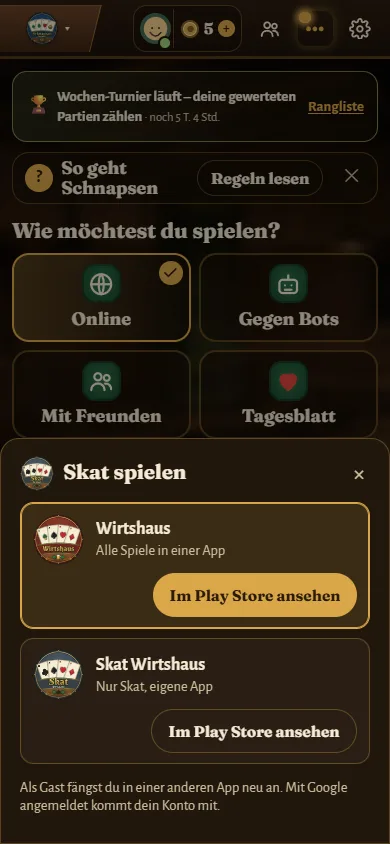 5
Wochen-Turnier läuft – deine gewerteten
Partien zählen · noch 5 T. 4 Std.
Rangliste
?
So geht
Schnapsen
Regeln lesen
Wie möchtest du spielen?
Online
Gegen Bots
Mit Freunden
Tagesblatt
Skat spielen
Wirtshaus
Wirtshaus
Alle Spiele in einer App
Im Play Store ansehen
Skat
Skat Wirtshaus
Nur Skat, eigene App
Im Play Store ansehen
Als Gast fängst du in einer anderen App neu an. Mit Google
angemeldet kommt dein Konto mit.